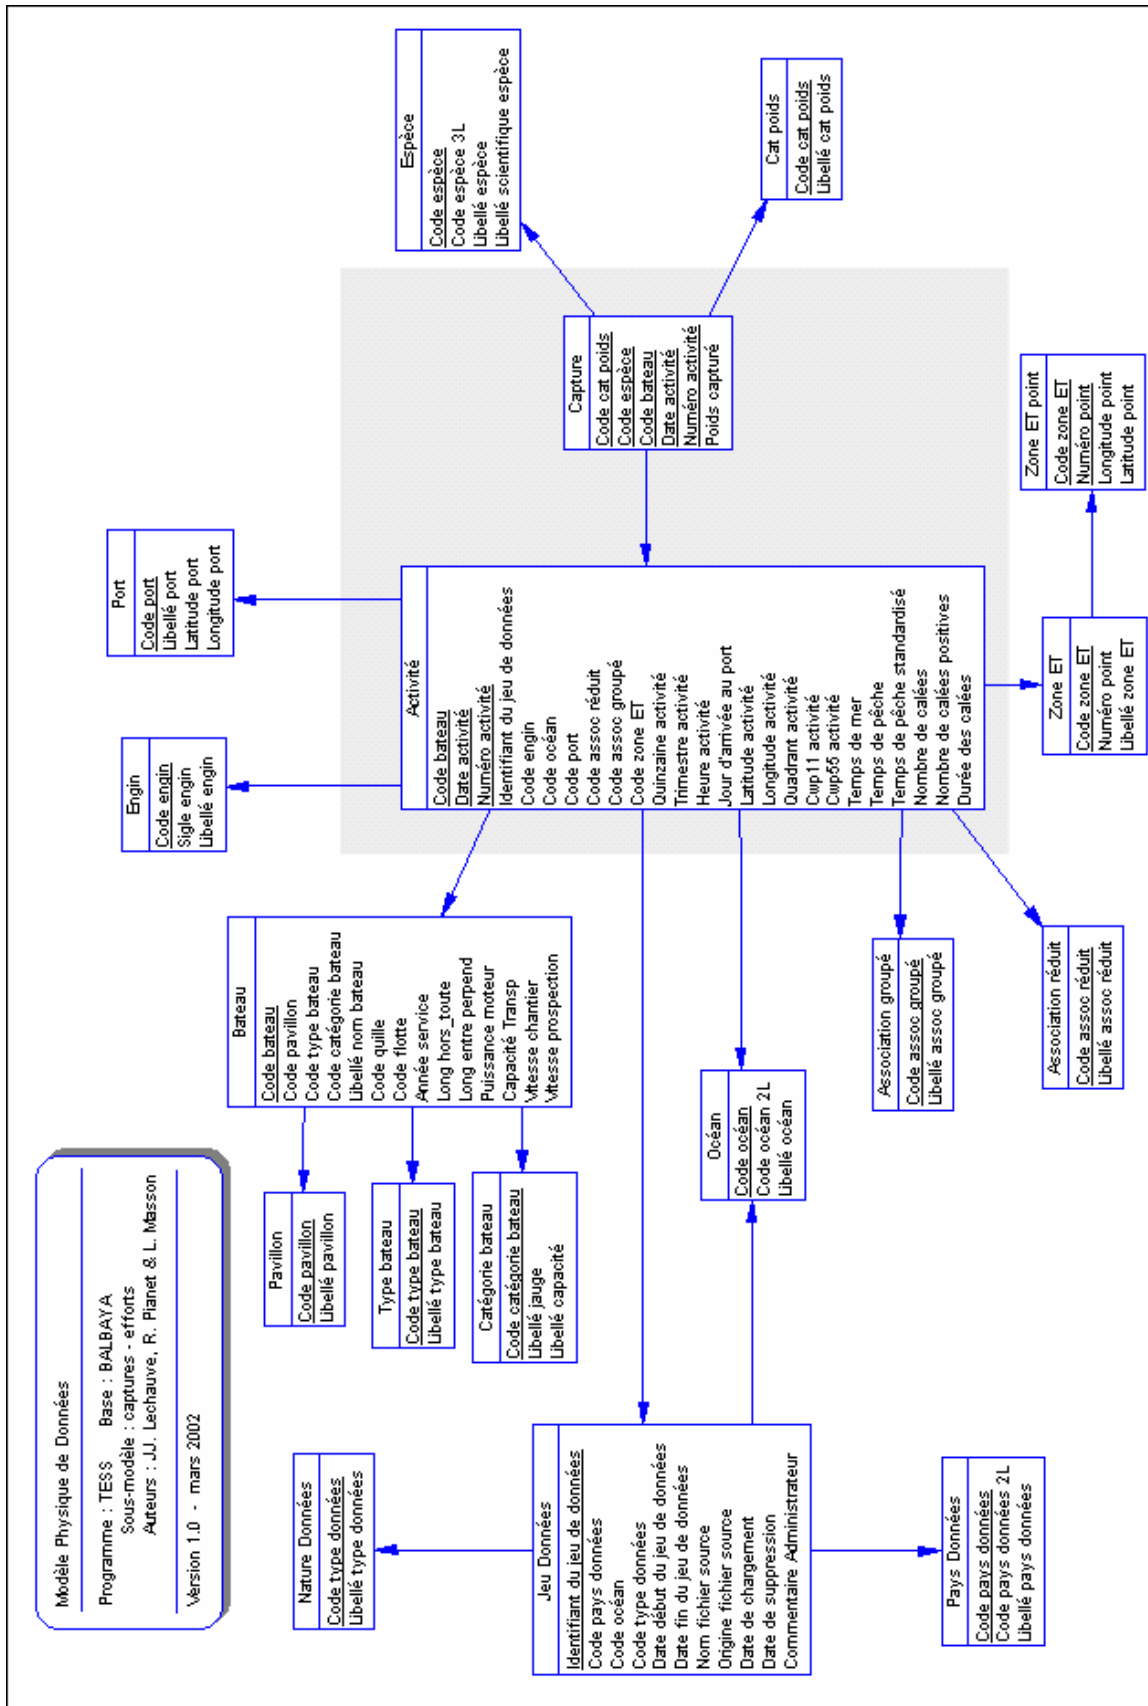 Modèle Physique de Données
Programme : TESS Base : BALBAYA
Sous-modèle : captures - efforts
Auteurs : JJ. Lechauve, R. Pianet & L. Masson
Version 1.0 - mars 2002
Nature Données
Code type données
Libellé type données
Jeu Données
Identifiant du jeu de données
Code pays données
Code océan
Code type données
Date début du jeu de données
Date fin du jeu de données
Nom fichier source
Origine fichier source
Date de chargement
Date de suppression
Commentaire Administrateur
Pays Données
Code pays données
Code pays données 2L
Libellé pays données
Pavillon
Code pavillon
Libellé pavillon
Type bateau
Code type bateau
Libellé type bateau
Catégorie bateau
Code catégorie bateau
Libellé jauge
Libellé capacité
Bateau
Code bateau
Code pavillon
Code type bateau
Code catégorie bateau
Libellé nom bateau
Code quille
Code flotte
Année service
Long hors_toute
Long entre perpend
Puissance moteur
Capacité Transp
Vitesse chantier
Vitesse prospection
Océan
Code océan
Code océan 2L
Libellé océan
Association groupé
Code assoc groupé
Libellé assoc groupé
Association réduit
Code assoc réduit
Libellé assoc réduit
Engin
Code engin
Sigle engin
Libellé engin
Port
Code port
Libellé port
Latitude port
Longitude port
Activité
Code bateau
Date activité
Numéro activité
Identifiant du jeu de données
Code engin
Code océan
Code port
Code assoc réduit
Code assoc groupé
Code zone ET
Quinzaine activité
Trimestre activité
Heure activité
Jour d'arrivée au port
Latitude activité
Longitude activité
Quadrant activité
Cwp11 activité
Cwp55 activité
Temps de mer
Temps de pêche
Temps de pêche standardisé
Nombre de calées
Nombre de calées positives
Durée des calées
Zone ET
Code zone ET
Numéro point
Libellé zone ET
Zone ET point
Code zone ET
Numéro point
Longitude point
Latitude point
Capture
Code cat poids
Code espèce
Code bateau
Date activité
Numéro activité
Poids capturé
Espèce
Code espèce
Code espèce 3L
Libellé espèce
Libellé scientifique espèce
Cat poids
Code cat poids
Libellé cat poids